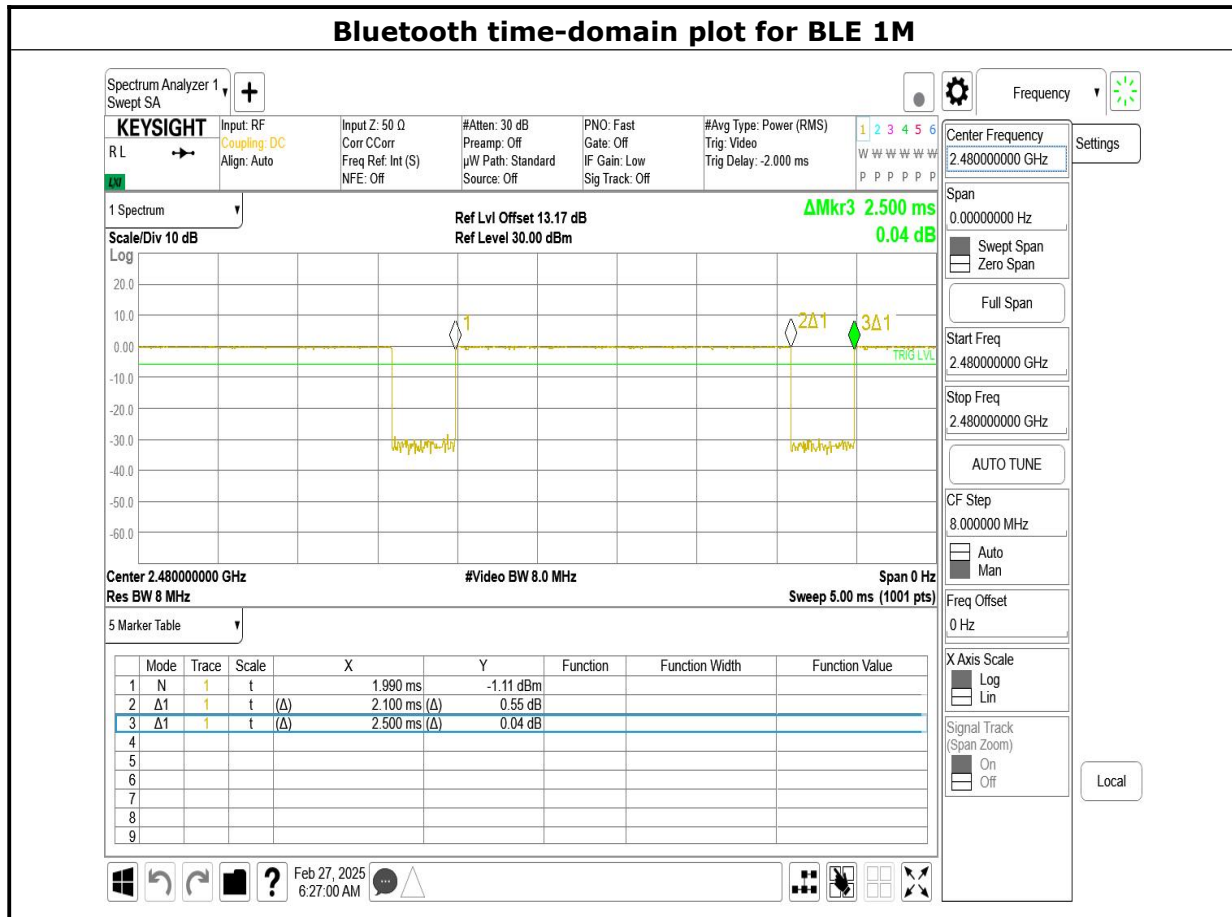 Bluetooth time-domain plot for BLE 1M
Spectrum Analyzer 1
Swept SA
+
Frequency
Settings
KEYSIGHT
R L
LXI
Input: RF
Coupling: DC
Align: Auto
Input Z: 50 Ω
Corr CCorr
Freq Ref: Int (S)
NFE: Off
#Atten: 30 dB
Preamp: Off
µW Path: Standard
Source: Off
PNO: Fast
Gate: Off
IF Gain: Low
Sig Track: Off
#Avg Type: Power (RMS)
Trig: Video
Trig Delay: -2.000 ms
1 2 3 4 5 6
W W W W W W
P P P P P P
1 Spectrum
Scale/Div 10 dB
Ref Lvl Offset 13.17 dB
Ref Level 30.00 dBm
ΔMkr3 2.500 ms
0.04 dB
Log
20.0
10.0
0.00
-10.0
-20.0
-30.0
-40.0
-50.0
-60.0
1
2Δ1
3Δ1
TRIG LVL
Center 2.480000000 GHz
#Video BW 8.0 MHz
Span 0 Hz
Res BW 8 MHz
Sweep 5.00 ms (1001 pts)
5 Marker Table
Mode Trace Scale X Y Function Function Width Function Value
1 N 1 t 1.990 ms -1.11 dBm
2 Δ1 1 t (Δ) 2.100 ms (Δ) 0.55 dB
3 Δ1 1 t (Δ) 2.500 ms (Δ) 0.04 dB
4
5
6
7
8
9
Center Frequency
2.480000000 GHz
Span
0.00000000 Hz
Swept Span
Zero Span
Full Span
Start Freq
2.480000000 GHz
Stop Freq
2.480000000 GHz
AUTO TUNE
CF Step
8.000000 MHz
Auto
Man
Freq Offset
0 Hz
X Axis Scale
Log
Lin
Signal Track
(Span Zoom)
On
Off
Local
?
Feb 27, 2025
6:27:00 AM